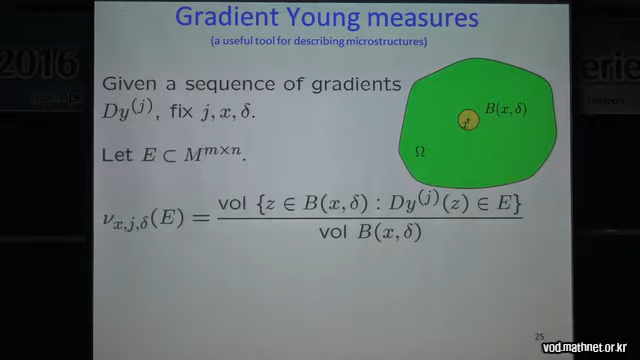 Gradient Young measures
(a useful tool for describing microstructures)
Given a sequence of gradients
Dy^{(j)}, fix j, x, δ.
Let E ⊂ M^{m×n}.
B(x, δ)
x
Ω
ν_{x,j,δ}(E) = vol {z ∈ B(x, δ) : Dy^{(j)}(z) ∈ E}
vol B(x, δ)
25
2016
vod.mathnet.or.kr